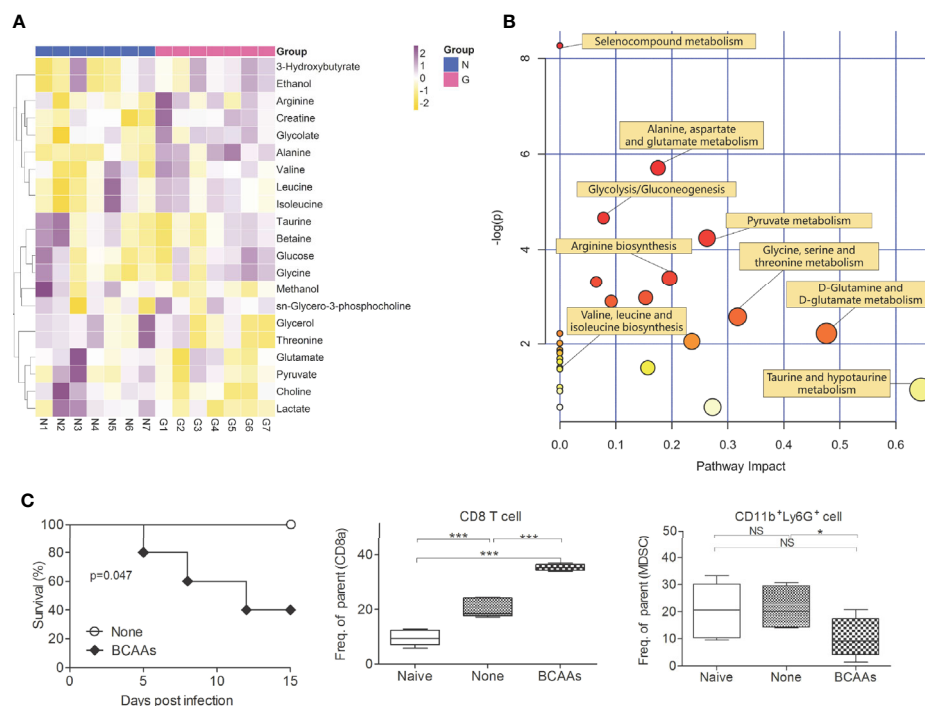 A
Group
3-Hydroxybutyrate
Ethanol
Arginine
Creatine
Glycolate
Alanine
Valine
Leucine
Isoleucine
Taurine
Betaine
Glucose
Glycine
Methanol
sn-Glycero-3-phosphocholine
Glycerol
Threonine
Glutamate
Pyruvate
Choline
Lactate
N1 N2 N3 N4 N5 N6 N7 G1 G2 G3 G4 G5 G6 G7
2
1
0
-1
-2
Group
N
G
B
8
6
4
2
-log(p)
Selenocompound metabolism
Alanine, aspartate
and glutamate metabolism
Glycolysis/Gluconeogenesis
Pyruvate metabolism
Arginine biosynthesis
Glycine, serine and
threonine metabolism
D-Glutamine and
D-glutamate metabolism
Valine, leucine and
isoleucine biosynthesis
Taurine and hypotaurine
metabolism
0.0 0.1 0.2 0.3 0.4 0.5 0.6
Pathway Impact
C
Survival (%)
100
80
60
40
20
0
p=0.047
None
BCAAs
0 5 10 15
Days post infection
CD8 T cell
***
***
***
Freq. of parent (CD8a)
40
20
0
Naive None BCAAs
CD11b+Ly6G+ cell
NS
*
NS
Freq. of parent (MDSC)
50
40
30
20
10
0
Naive None BCAAs